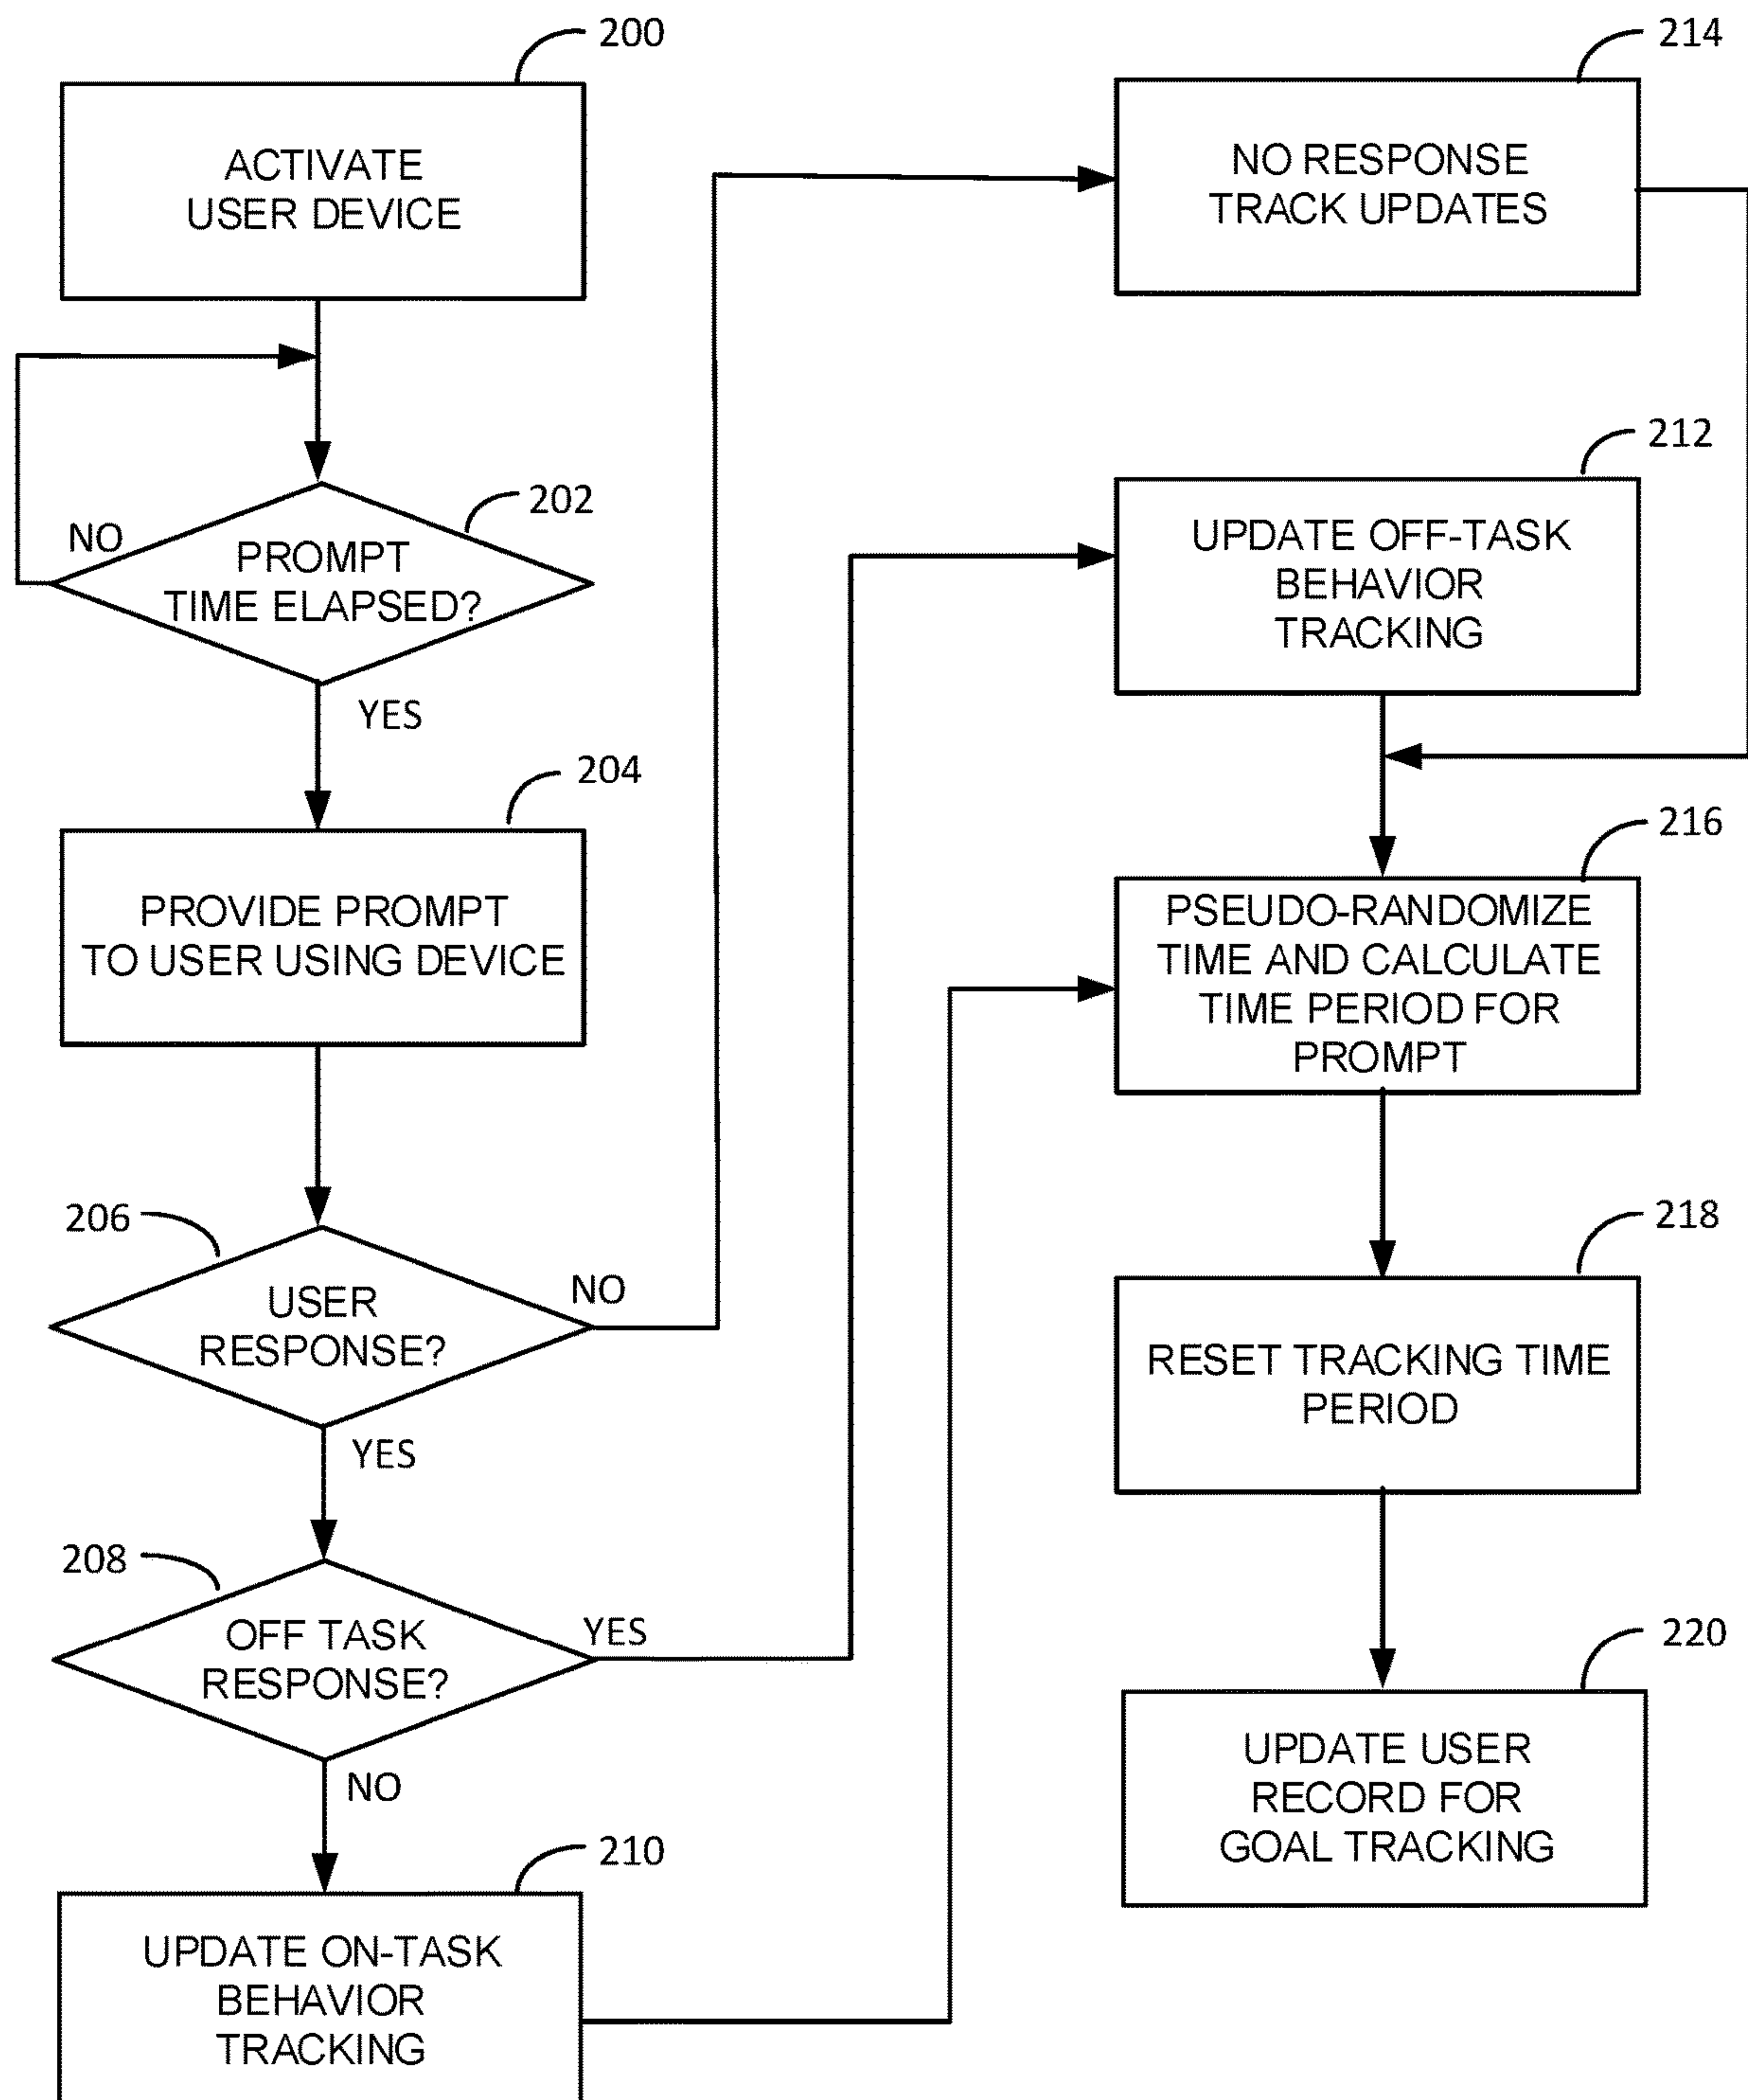 200
ACTIVATE
USER DEVICE
202
NO
PROMPT
TIME ELAPSED?
YES
204
PROVIDE PROMPT
TO USER USING DEVICE
206
USER
RESPONSE?
NO
YES
208
OFF TASK
RESPONSE?
YES
NO
210
UPDATE ON-TASK
BEHAVIOR
TRACKING
214
NO RESPONSE
TRACK UPDATES
212
UPDATE OFF-TASK
BEHAVIOR
TRACKING
216
PSEUDO-RANDOMIZE
TIME AND CALCULATE
TIME PERIOD FOR
PROMPT
218
RESET TRACKING TIME
PERIOD
220
UPDATE USER
RECORD FOR
GOAL TRACKING